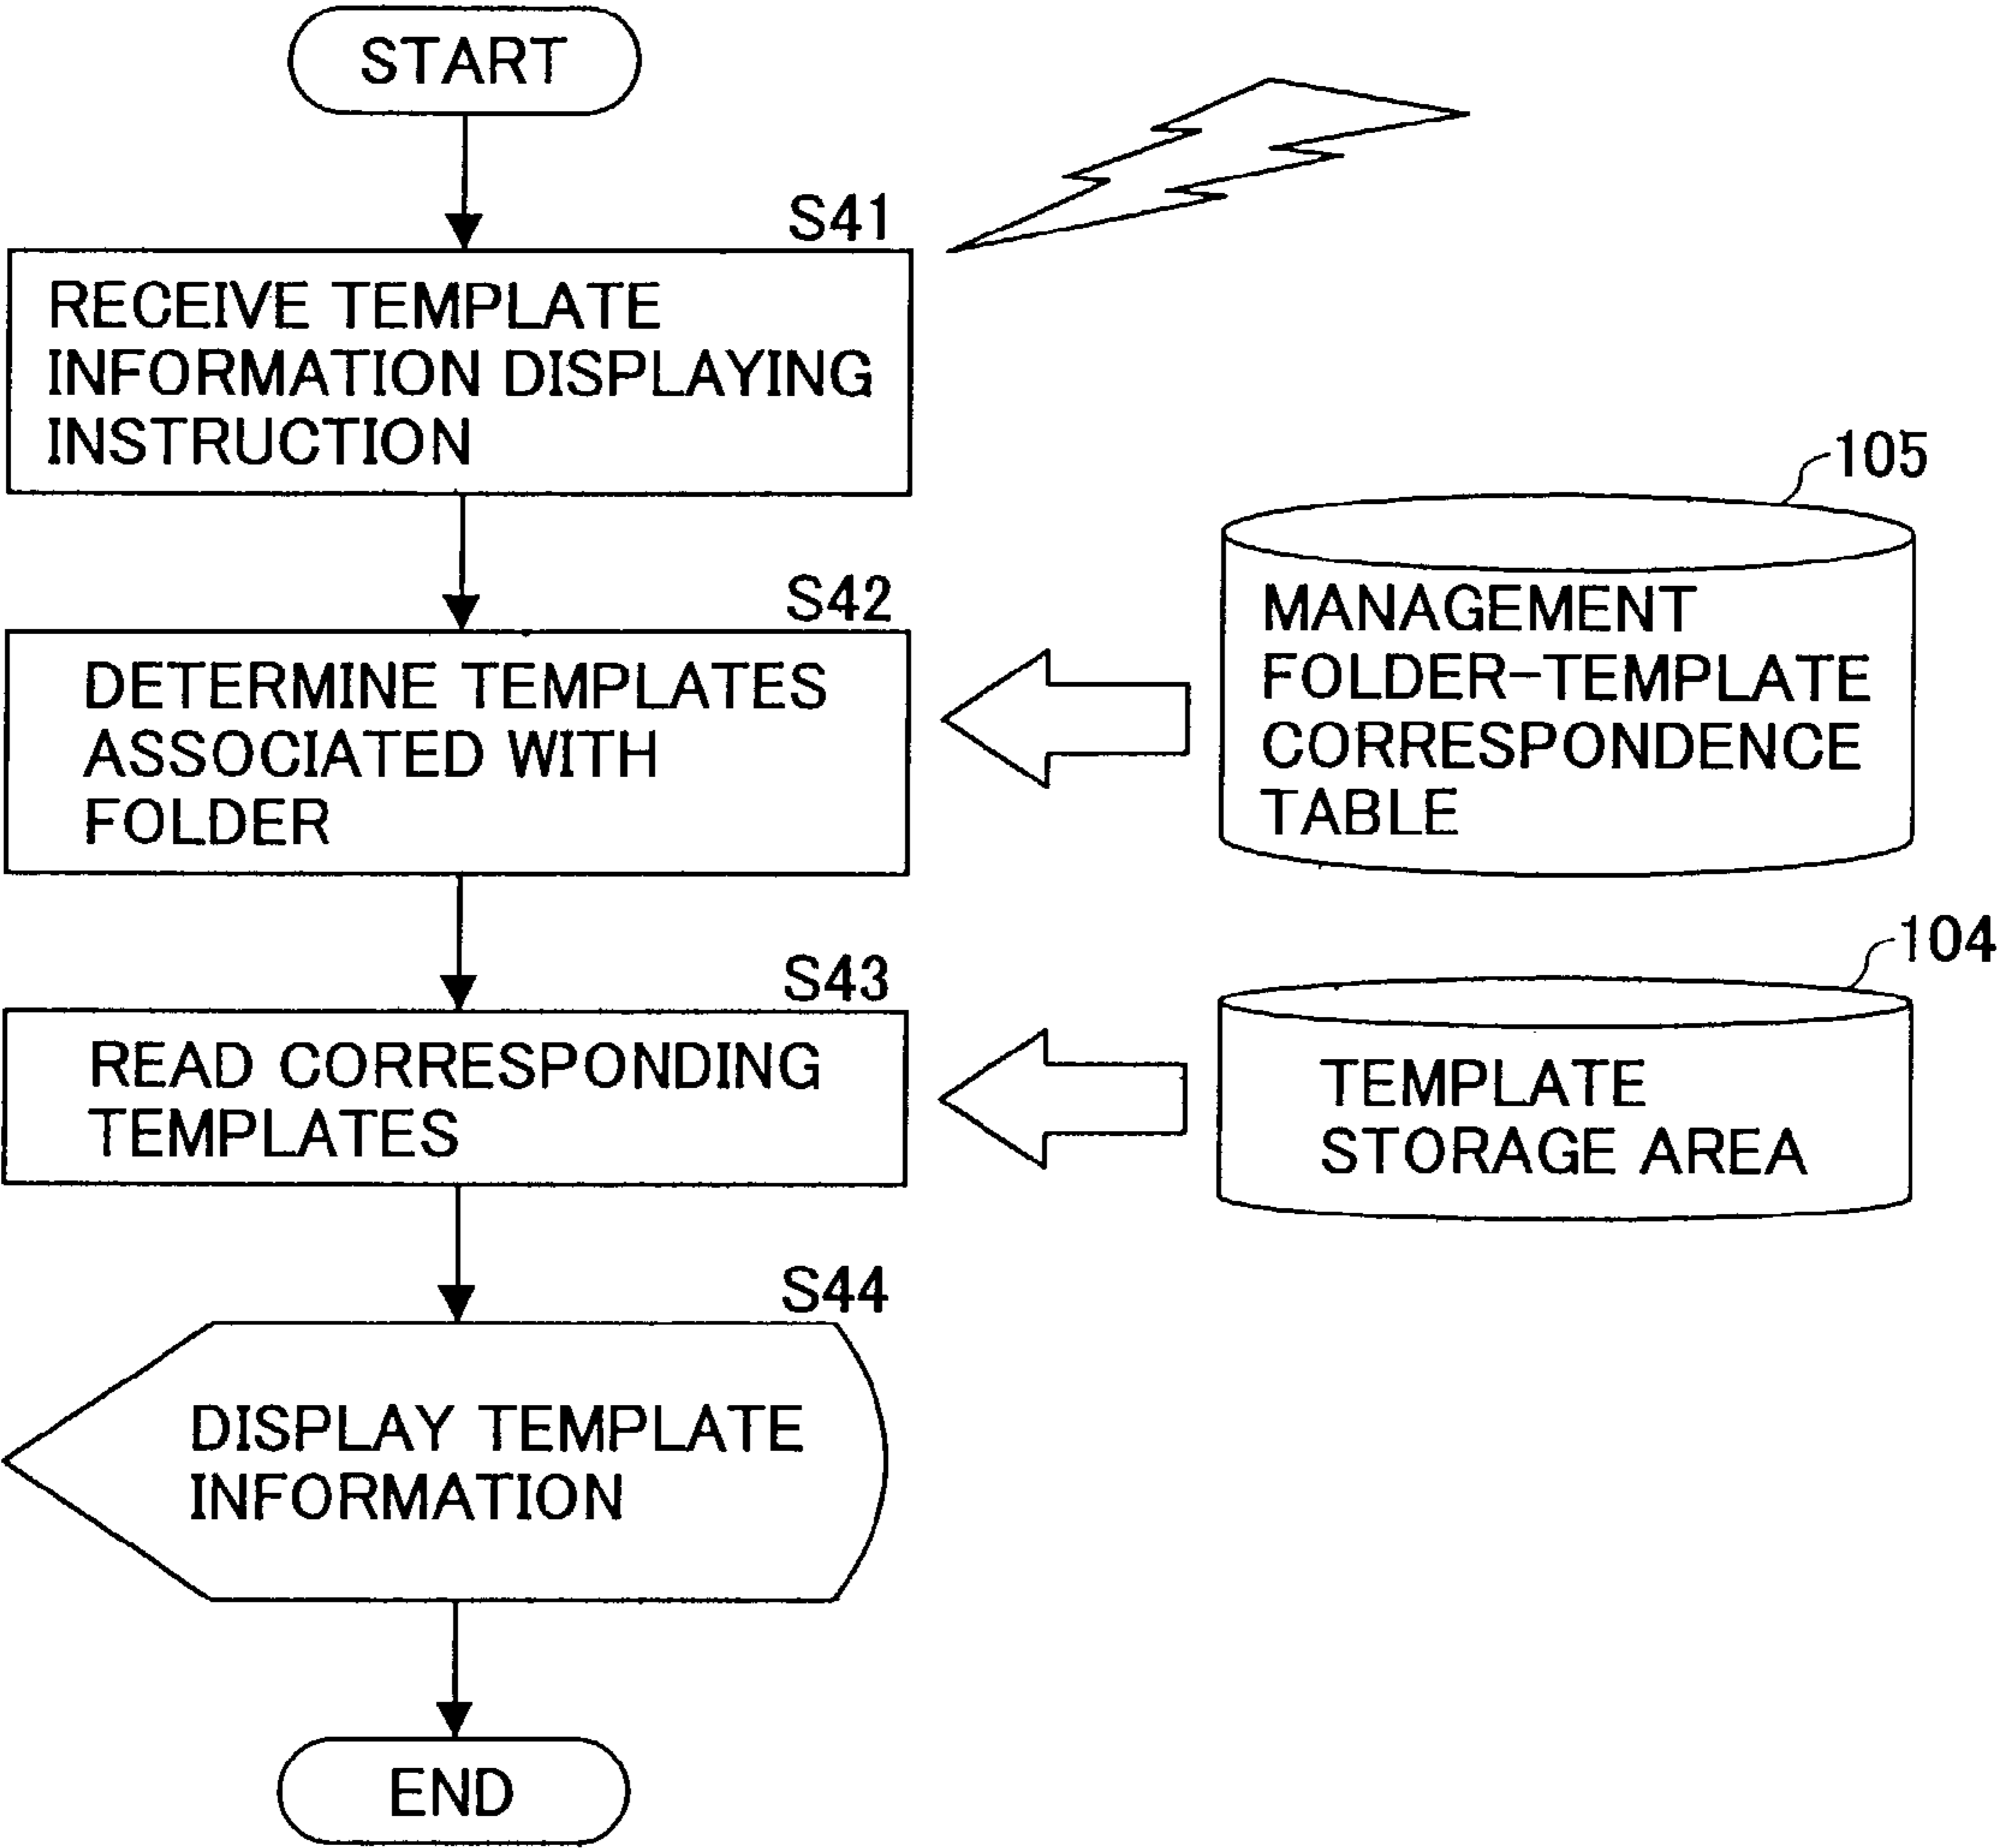 START
S41
RECEIVE TEMPLATE
INFORMATION DISPLAYING
INSTRUCTION
S42
DETERMINE TEMPLATES
ASSOCIATED WITH
FOLDER
105
MANAGEMENT
FOLDER-TEMPLATE
CORRESPONDENCE
TABLE
S43
READ CORRESPONDING
TEMPLATES
104
TEMPLATE
STORAGE AREA
S44
DISPLAY TEMPLATE
INFORMATION
END